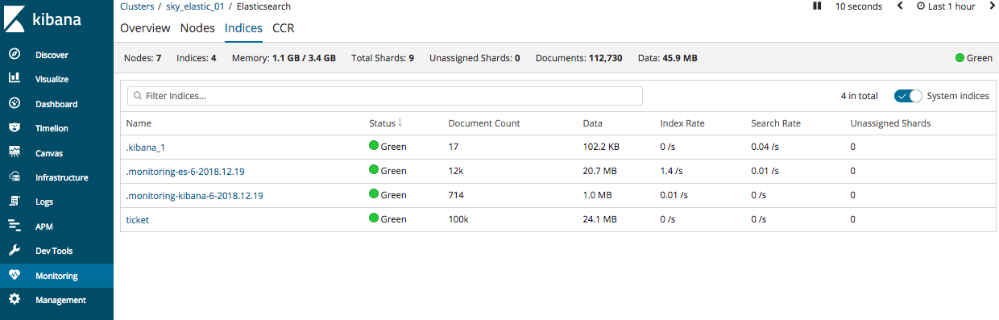 kibana
Discover
Visualize
Dashboard
Timelion
Canvas
Infrastructure
Logs
APM
Dev Tools
Monitoring
Management
Clusters / sky_elastic_01 / Elasticsearch
10 seconds Last 1 hour
Overview Nodes Indices CCR
Nodes: 7 Indices: 4 Memory: 1.1 GB / 3.4 GB Total Shards: 9 Unassigned Shards: 0 Documents: 112,730 Data: 45.9 MB Green
Filter Indices... 4 in total System indices
Name Status Document Count Data Index Rate Search Rate Unassigned Shards
.kibana_1 Green 17 102.2 KB 0 /s 0.04 /s 0
.monitoring-es-6-2018.12.19 Green 12k 20.7 MB 1.4 /s 0.01 /s 0
.monitoring-kibana-6-2018.12.19 Green 714 1.0 MB 0.01 /s 0 /s 0
ticket Green 100k 24.1 MB 0 /s 0 /s 0